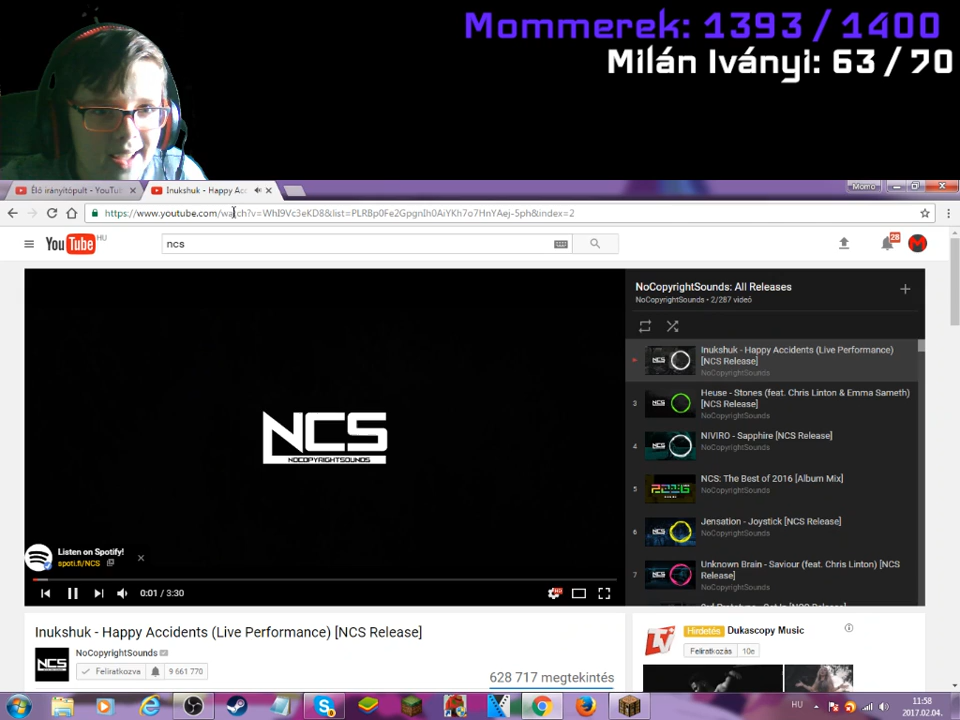 Mommerek: 1393 / 1400
Milán Iványi: 63 / 70
Élő irányítópult - YouTu
Inukshuk - Happy Acc
Momo
https://www.youtube.com/watch?v=WhI9Vc3eKD8&list=PLRBp0Fe2GpgnIh0AiYKh7o7HnYAej-5ph&index=2
YouTube HU
ncs
28
NCS
NOCOPYRIGHTSOUNDS
Listen on Spotify!
spoti.fi/NCS
0:01 / 3:30
NoCopyrightSounds: All Releases
NoCopyrightSounds • 2/287 videó
Inukshuk - Happy Accidents (Live Performance)
[NCS Release]
NoCopyrightSounds
3
Heuse - Stones (feat. Chris Linton & Emma Sameth)
[NCS Release]
NoCopyrightSounds
4
NIVIRO - Sapphire [NCS Release]
NoCopyrightSounds
5
NCS: The Best of 2016 [Album Mix]
NoCopyrightSounds
6
Jensation - Joystick [NCS Release]
NoCopyrightSounds
7
Unknown Brain - Saviour (feat. Chris Linton) [NCS
Release]
NoCopyrightSounds
Inukshuk - Happy Accidents (Live Performance) [NCS Release]
NCS
NoCopyrightSounds
Feliratkozva
9 661 770
628 717 megtekintés
Hirdetés Dukascopy Music
Feliratkozás 10e
HU
11:58
2017.02.04.